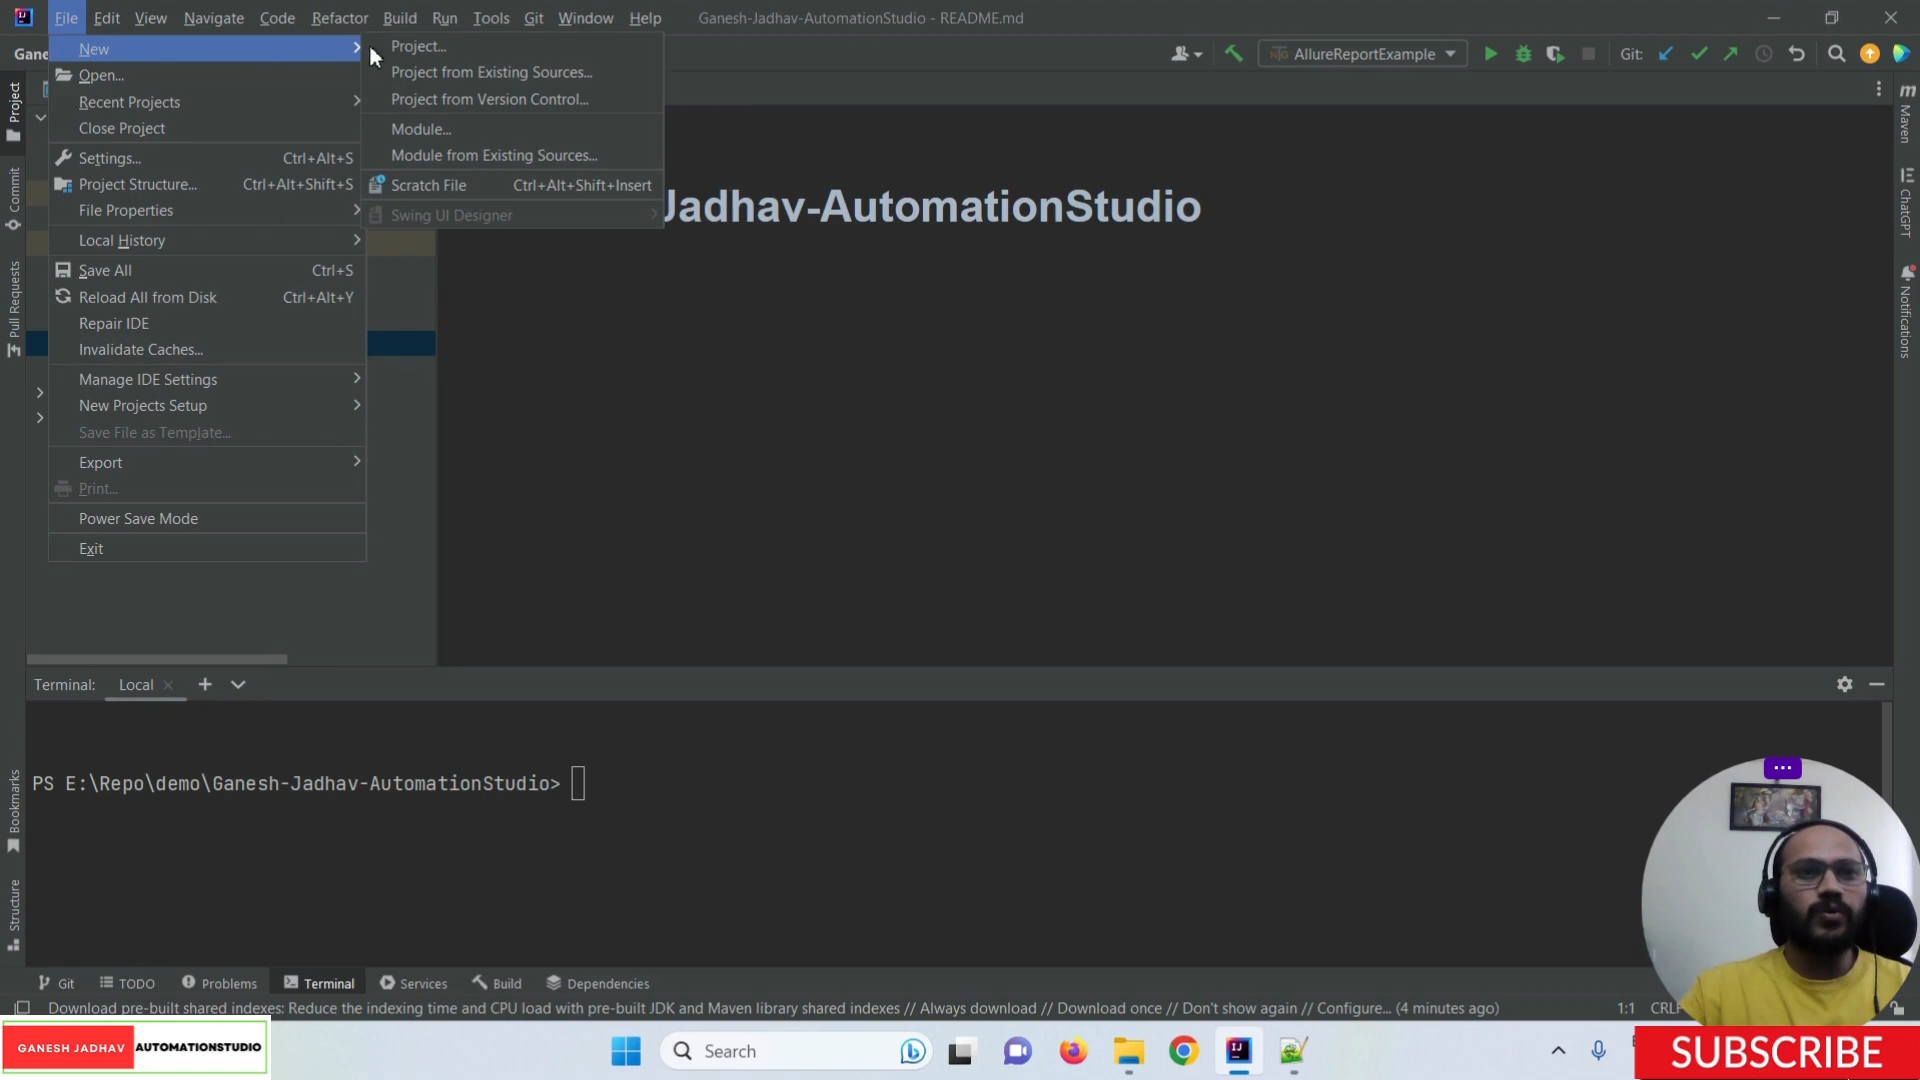 File Edit View Navigate Code Refactor Build Run Tools Git Window Help Ganesh-Jadhav-AutomationStudio - README.md
Gane
AllureReportExample
Git:
New
Open...
Recent Projects
Close Project
Settings... Ctrl+Alt+S
Project Structure... Ctrl+Alt+Shift+S
File Properties
Local History
Save All Ctrl+S
Reload All from Disk Ctrl+Alt+Y
Repair IDE
Invalidate Caches...
Manage IDE Settings
New Projects Setup
Save File as Template...
Export
Print...
Power Save Mode
Exit
Project...
Project from Existing Sources...
Project from Version Control...
Module...
Module from Existing Sources...
Scratch File Ctrl+Alt+Shift+Insert
Swing UI Designer
Jadhav-AutomationStudio
Project
Commit
Pull Requests
Bookmarks
Structure
m
Maven
ChatGPT
Notifications
Terminal: Local
PS E:\Repo\demo\Ganesh-Jadhav-AutomationStudio>
Git TODO Problems Terminal Services Build Dependencies
Download pre-built shared indexes: Reduce the indexing time and CPU load with pre-built JDK and Maven library shared indexes // Always download // Download once // Don't show again // Configure... (4 minutes ago) 1:1 CRLF
GANESH JADHAV AUTOMATIONSTUDIO
Search
SUBSCRIBE